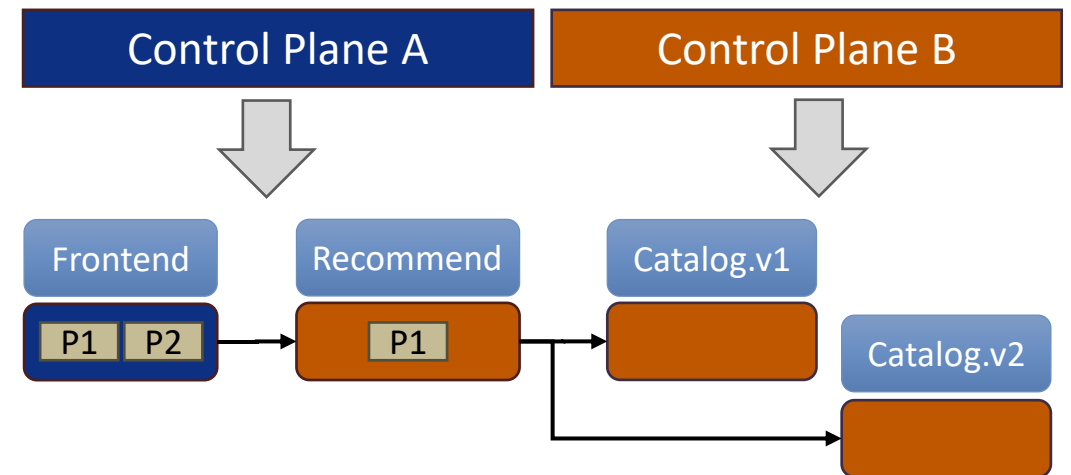 Control Plane A
Control Plane B
Frontend
Recommend
Catalog.v1
P1 P2
P1
Catalog.v2